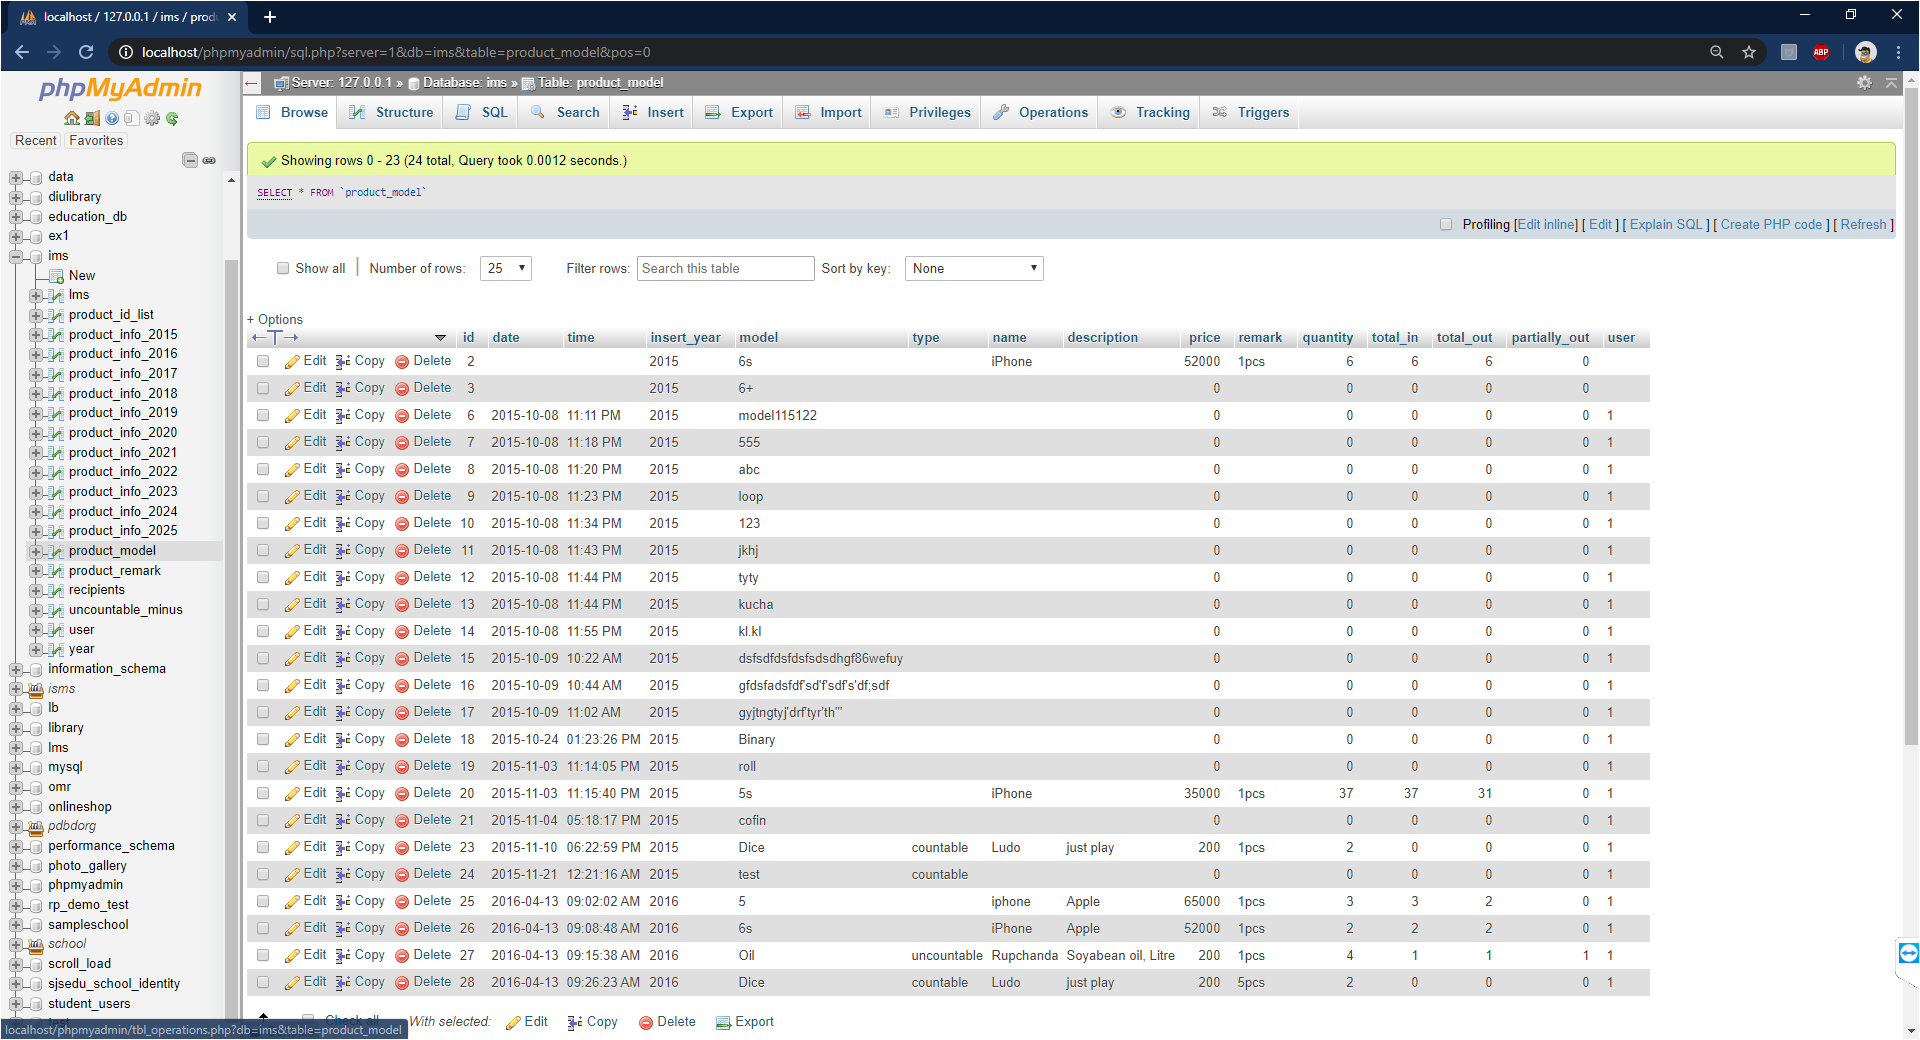 localhost / 127.0.0.1 / ims / produ
localhost/phpmyadmin/sql.php?server=1&db=ims&table=product_model&pos=0
ABP
phpMyAdmin
Recent Favorites
data
diulibrary
education_db
ex1
ims
New
lms
product_id_list
product_info_2015
product_info_2016
product_info_2017
product_info_2018
product_info_2019
product_info_2020
product_info_2021
product_info_2022
product_info_2023
product_info_2024
product_info_2025
product_model
product_remark
recipients
uncountable_minus
user
year
information_schema
isms
lb
library
lms
mysql
omr
onlineshop
pdbdorg
performance_schema
photo_gallery
phpmyadmin
rp_demo_test
sampleschool
school
scroll_load
sjsedu_school_identity
student_users
localhost/phpmyadmin/tbl_operations.php?db=ims&table=product_model
Server: 127.0.0.1 » Database: ims » Table: product_model
Browse Structure SQL Search Insert Export Import Privileges Operations Tracking Triggers
Showing rows 0 - 23 (24 total, Query took 0.0012 seconds.)
SELECT * FROM `product_model`
Profiling [Edit inline] [ Edit ] [ Explain SQL ] [ Create PHP code ] [ Refresh ]
Show all Number of rows: 25 Filter rows: Search this table Sort by key: None
+ Options
id date time insert_year model type name description price remark quantity total_in total_out partially_out user
Edit Copy Delete 2 2015 6s iPhone 52000 1pcs 6 6 6 0
Edit Copy Delete 3 2015 6+ 0 0 0 0 0
Edit Copy Delete 6 2015-10-08 11:11 PM 2015 model115122 0 0 0 0 0 1
Edit Copy Delete 7 2015-10-08 11:18 PM 2015 555 0 0 0 0 0 1
Edit Copy Delete 8 2015-10-08 11:20 PM 2015 abc 0 0 0 0 0 1
Edit Copy Delete 9 2015-10-08 11:23 PM 2015 loop 0 0 0 0 0 1
Edit Copy Delete 10 2015-10-08 11:34 PM 2015 123 0 0 0 0 0 1
Edit Copy Delete 11 2015-10-08 11:43 PM 2015 jkhj 0 0 0 0 0 1
Edit Copy Delete 12 2015-10-08 11:44 PM 2015 tyty 0 0 0 0 0 1
Edit Copy Delete 13 2015-10-08 11:44 PM 2015 kucha 0 0 0 0 0 1
Edit Copy Delete 14 2015-10-08 11:55 PM 2015 kl.kl 0 0 0 0 0 1
Edit Copy Delete 15 2015-10-09 10:22 AM 2015 dsfsdfdsfdsfsdsdhgf86wefuy 0 0 0 0 0 1
Edit Copy Delete 16 2015-10-09 10:44 AM 2015 gfdsfadsfdf'sd'f'sdf's'df;sdf 0 0 0 0 0 1
Edit Copy Delete 17 2015-10-09 11:02 AM 2015 gyjtngtyj'drf'tyr'th''' 0 0 0 0 0 1
Edit Copy Delete 18 2015-10-24 01:23:26 PM 2015 Binary 0 0 0 0 0 1
Edit Copy Delete 19 2015-11-03 11:14:05 PM 2015 roll 0 0 0 0 0 1
Edit Copy Delete 20 2015-11-03 11:15:40 PM 2015 5s iPhone 35000 1pcs 37 37 31 0 1
Edit Copy Delete 21 2015-11-04 05:18:17 PM 2015 cofin 0 0 0 0 0 1
Edit Copy Delete 23 2015-11-10 06:22:59 PM 2015 Dice countable Ludo just play 200 1pcs 2 0 0 0 1
Edit Copy Delete 24 2015-11-21 12:21:16 AM 2015 test countable 0 0 0 0 0 1
Edit Copy Delete 25 2016-04-13 09:02:02 AM 2016 5 iphone Apple 65000 1pcs 3 3 2 0 1
Edit Copy Delete 26 2016-04-13 09:08:48 AM 2016 6s iPhone Apple 52000 1pcs 2 2 2 0 1
Edit Copy Delete 27 2016-04-13 09:15:38 AM 2016 Oil uncountable Rupchanda Soyabean oil, Litre 200 1pcs 4 1 1 1 1
Edit Copy Delete 28 2016-04-13 09:26:23 AM 2016 Dice countable Ludo just play 200 5pcs 2 0 0 0 1
Check all With selected: Edit Copy Delete Export